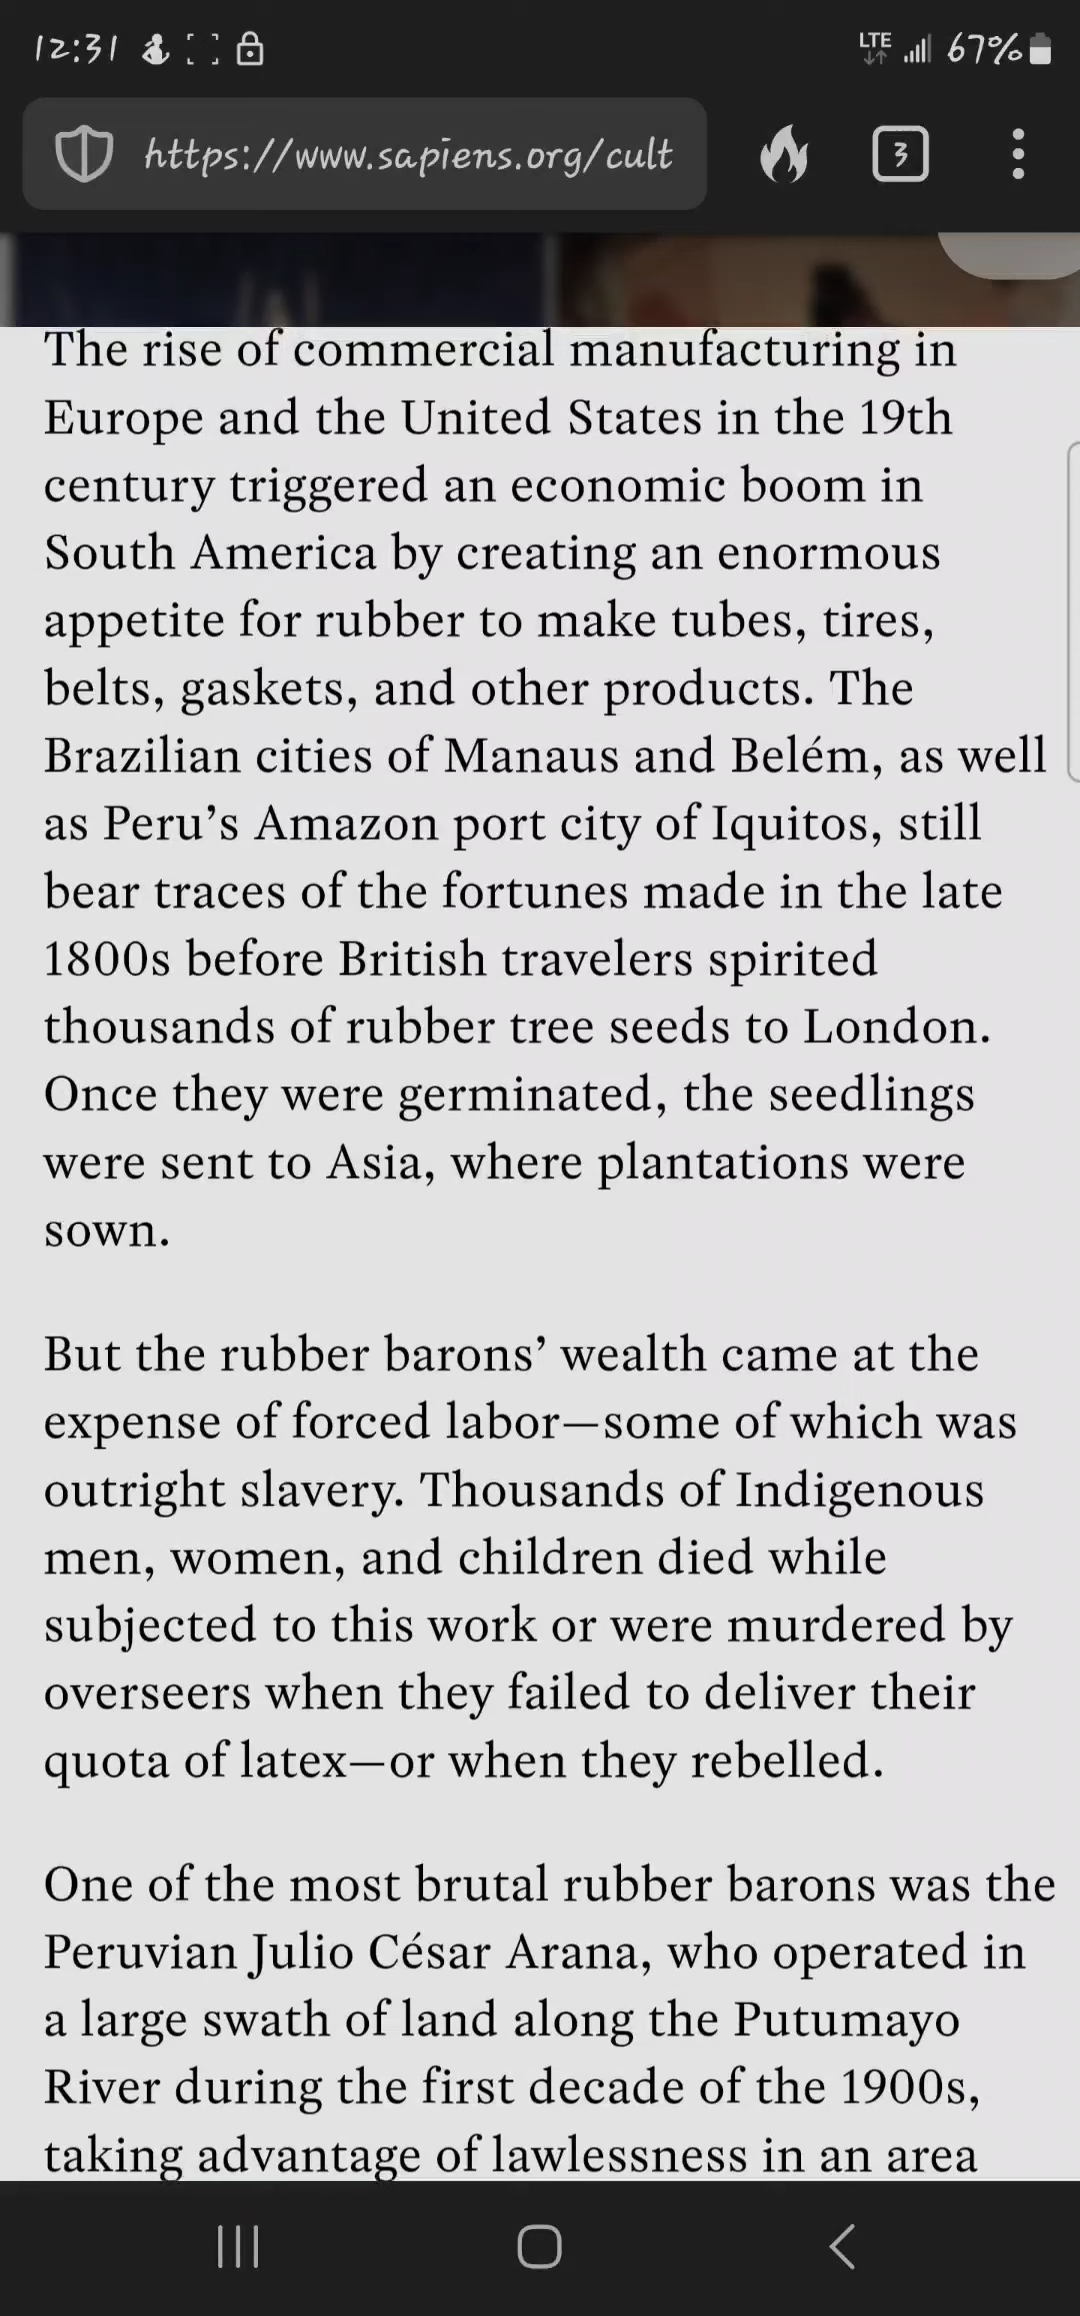 12:31
LTE 67%
https://www.sapiens.org/cult
3
The rise of commercial manufacturing in
Europe and the United States in the 19th
century triggered an economic boom in
South America by creating an enormous
appetite for rubber to make tubes, tires,
belts, gaskets, and other products. The
Brazilian cities of Manaus and Belém, as well
as Peru’s Amazon port city of Iquitos, still
bear traces of the fortunes made in the late
1800s before British travelers spirited
thousands of rubber tree seeds to London.
Once they were germinated, the seedlings
were sent to Asia, where plantations were
sown.
But the rubber barons’ wealth came at the
expense of forced labor—some of which was
outright slavery. Thousands of Indigenous
men, women, and children died while
subjected to this work or were murdered by
overseers when they failed to deliver their
quota of latex—or when they rebelled.
One of the most brutal rubber barons was the
Peruvian Julio César Arana, who operated in
a large swath of land along the Putumayo
River during the first decade of the 1900s,
taking advantage of lawlessness in an area